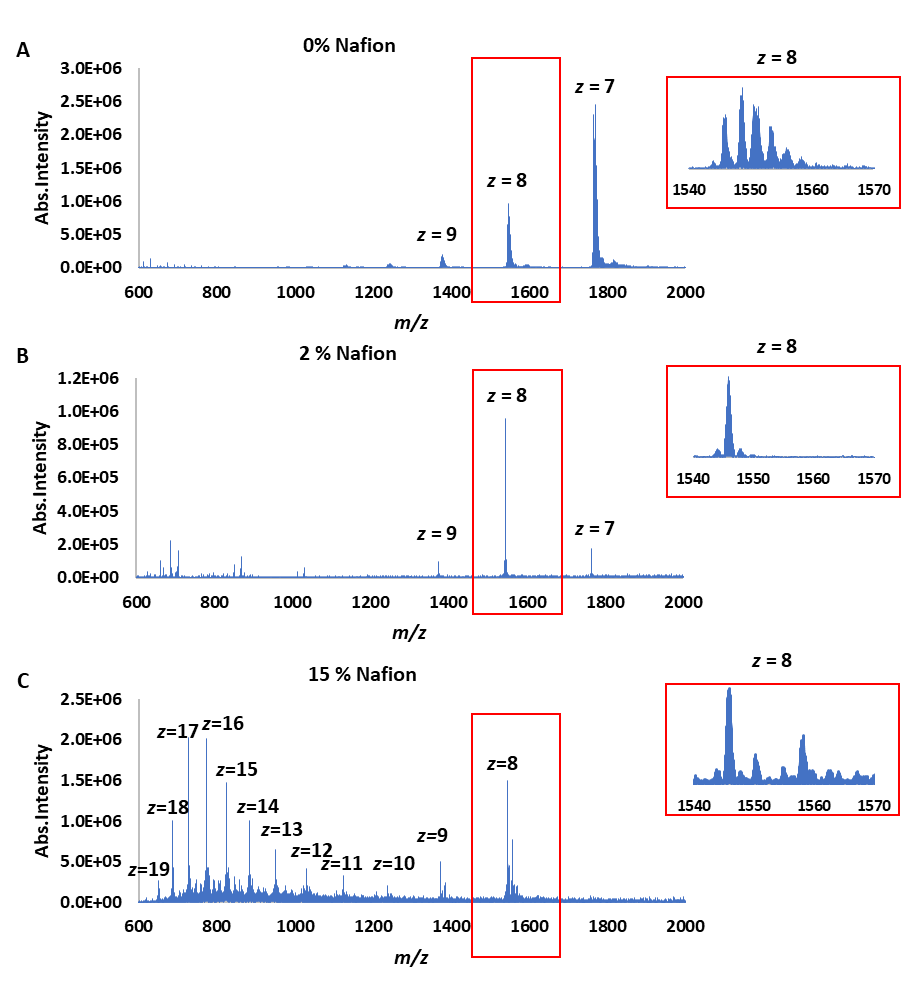 A
0% Nafion
z = 8
3.0E+06
2.5E+06
2.0E+06
1.5E+06
1.0E+06
5.0E+05
0.0E+00
Abs.Intensity
z = 9
z = 8
z = 7
600 800 1000 1200 1400 1600 1800 2000
m/z
1540 1550 1560 1570
B
2 % Nafion
z = 8
1.2E+06
1.0E+06
8.0E+05
6.0E+05
4.0E+05
2.0E+05
0.0E+00
Abs.Intensity
z = 9
z = 8
z = 7
600 800 1000 1200 1400 1600 1800 2000
m/z
1540 1550 1560 1570
C
15 % Nafion
z = 8
2.5E+06
2.0E+06
1.5E+06
1.0E+06
5.0E+05
0.0E+00
Abs.Intensity
z=19
z=18
z=17
z=16
z=15
z=14
z=13
z=12
z=11
z=10
z=9
z=8
600 800 1000 1200 1400 1600 1800 2000
m/z
1540 1550 1560 1570